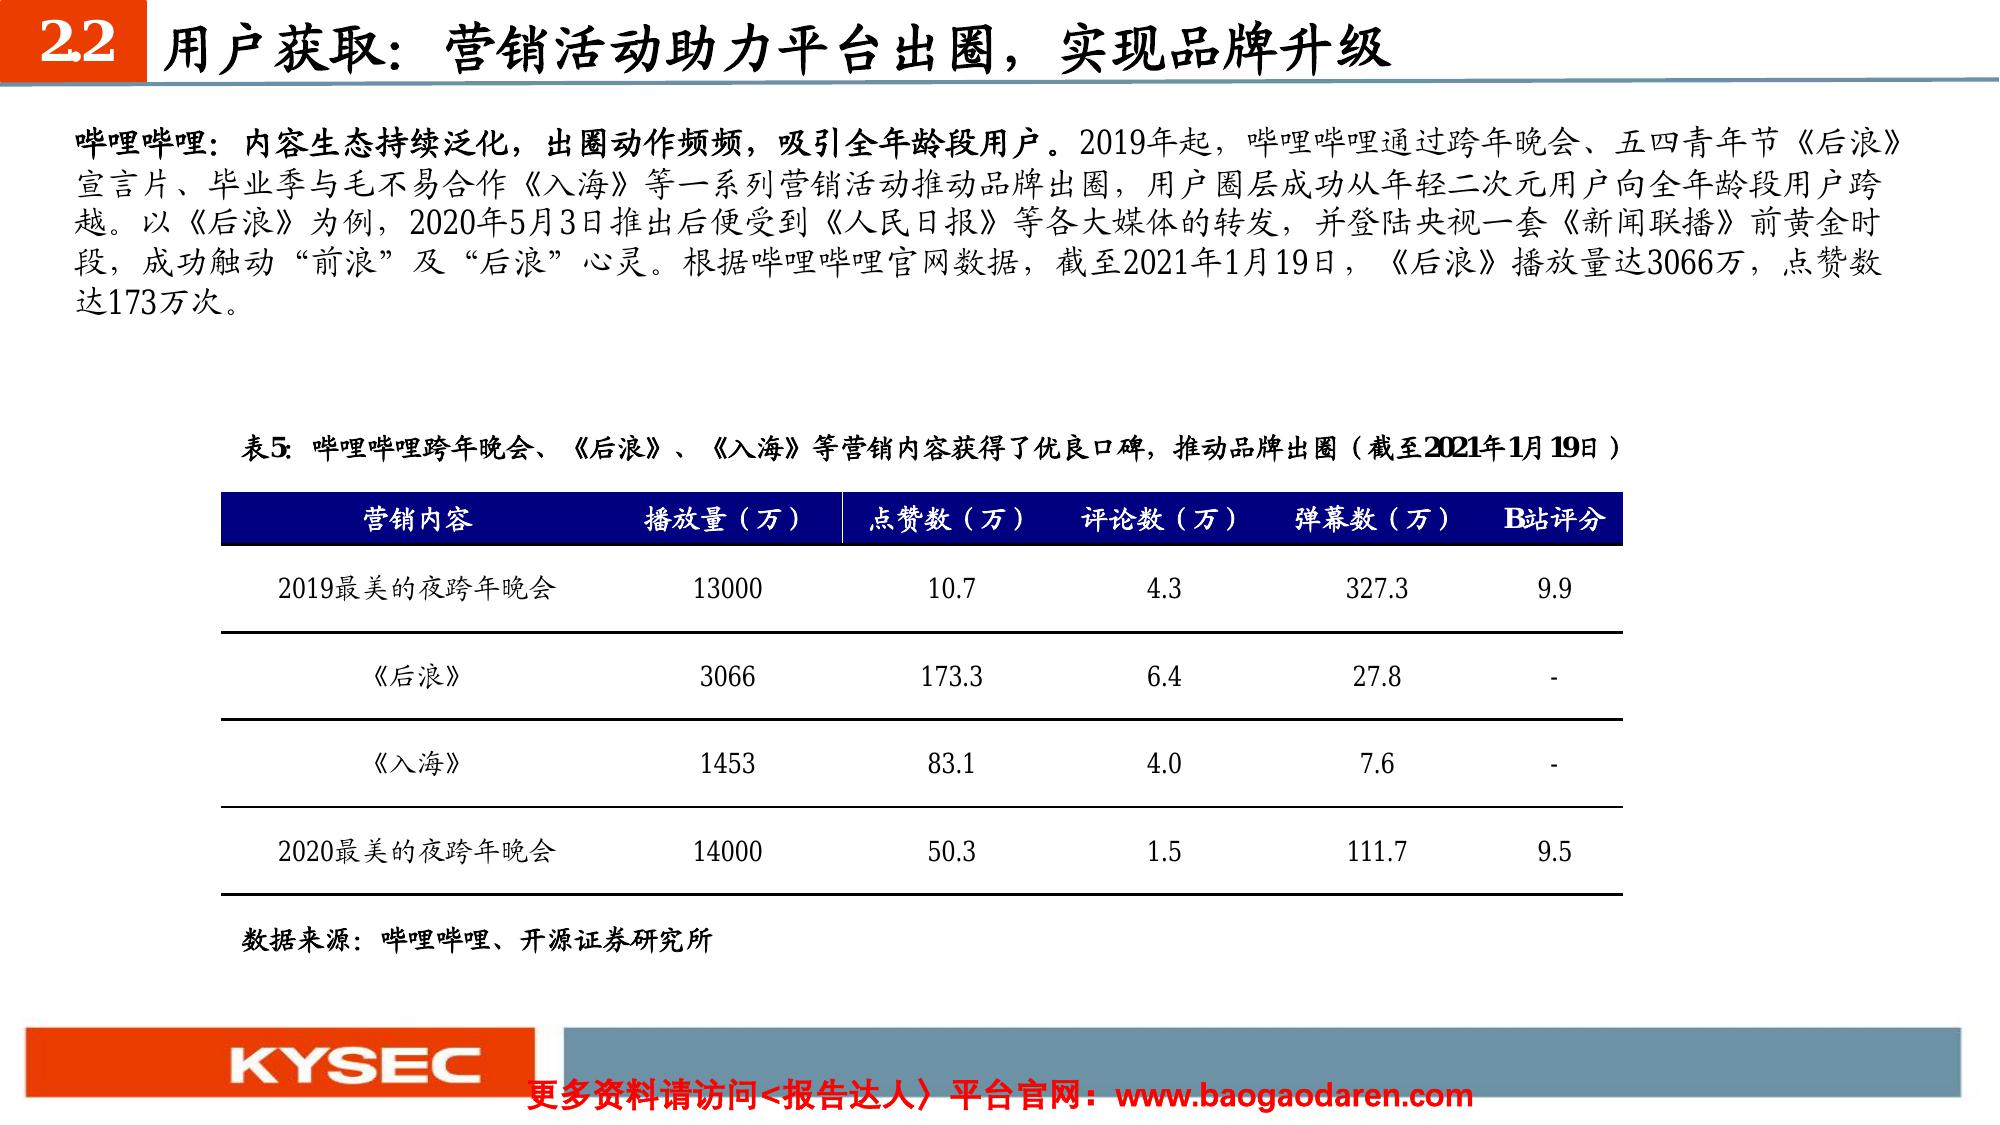 2.2 用户获取：营销活动助力平台出圈，实现品牌升级
哔哩哔哩：内容生态持续泛化，出圈动作频频，吸引全年龄段用户。2019年起，哔哩哔哩通过跨年晚会、五四青年节《后浪》
宣言片、毕业季与毛不易合作《入海》等一系列营销活动推动品牌出圈，用户圈层成功从年轻二次元用户向全年龄段用户跨
越。以《后浪》为例，2020年5月3日推出后便受到《人民日报》等各大媒体的转发，并登陆央视一套《新闻联播》前黄金时
段，成功触动“前浪”及“后浪”心灵。根据哔哩哔哩官网数据，截至2021年1月19日，《后浪》播放量达3066万，点赞数
达173万次。
表5：哔哩哔哩跨年晚会、《后浪》、《入海》等营销内容获得了优良口碑，推动品牌出圈（截至2021年1月19日）
营销内容 播放量（万） 点赞数（万） 评论数（万） 弹幕数（万） B站评分
2019最美的夜跨年晚会 13000 10.7 4.3 327.3 9.9
《后浪》 3066 173.3 6.4 27.8 -
《入海》 1453 83.1 4.0 7.6 -
2020最美的夜跨年晚会 14000 50.3 1.5 111.7 9.5
数据来源：哔哩哔哩、开源证券研究所
KYSEC
更多资料请访问<报告达人〉平台官网：www.baogaodaren.com